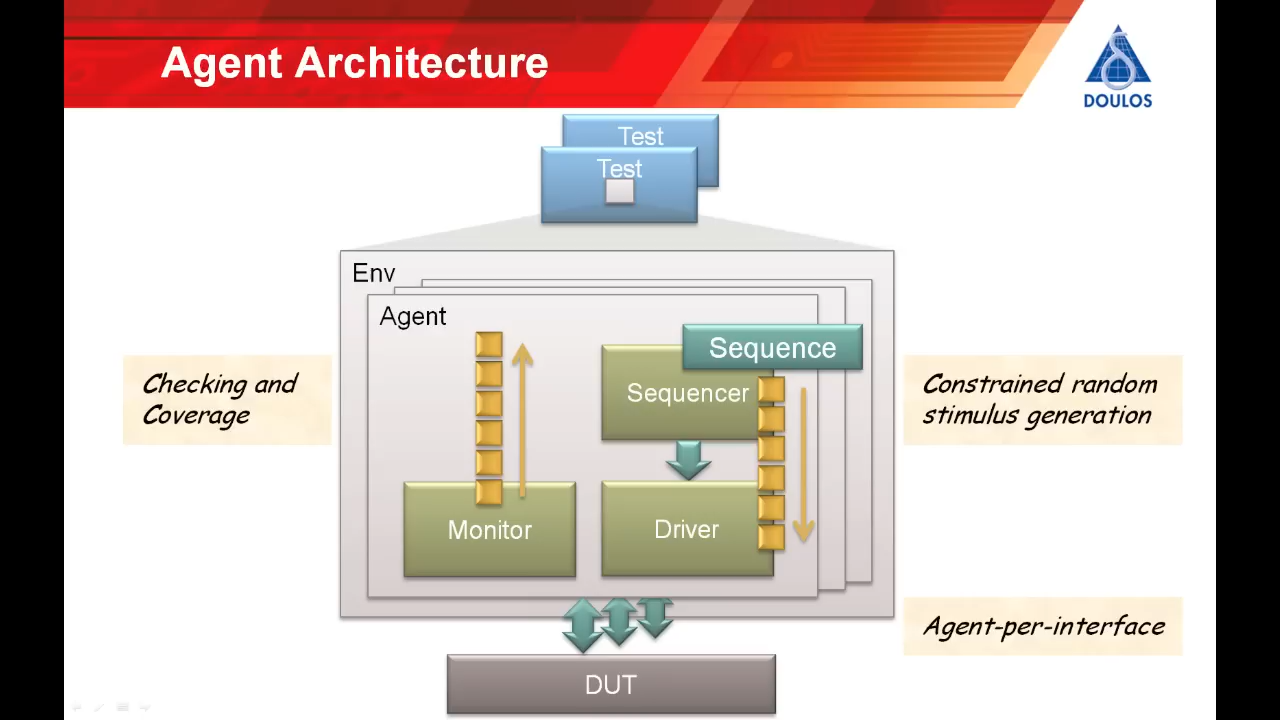 Agent Architecture
DOULOS
Test
Test
Env
Agent
Sequence
Sequencer
Checking and
Coverage
Constrained random
stimulus generation
Monitor
Driver
Agent-per-interface
DUT